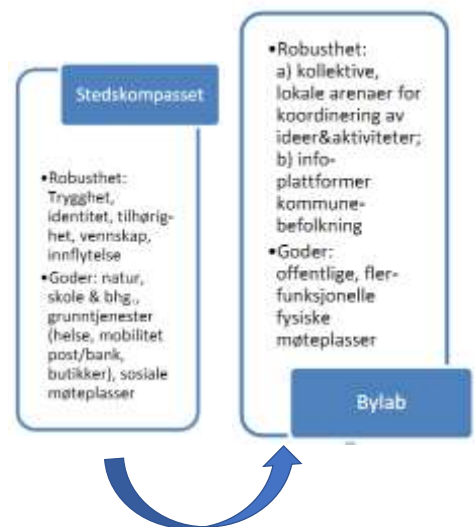 Stedskompasset
•Robusthet:
Trygghet,
identitet, tilhørig-
het, vennskap,
innflytelse
•Goder: natur,
skole & bhg.,
grunntjenester
(helse, mobilitet
post/bank,
butikker), sosiale
møteplasser
•Robusthet:
a) kollektive,
lokale arenaer for
koordinering av
ideer&aktiviteter;
b) info-
plattformer
kommune-
befolkning
•Goder:
offentlige, fler-
funksjonelle
fysiske
møteplasser
Bylab